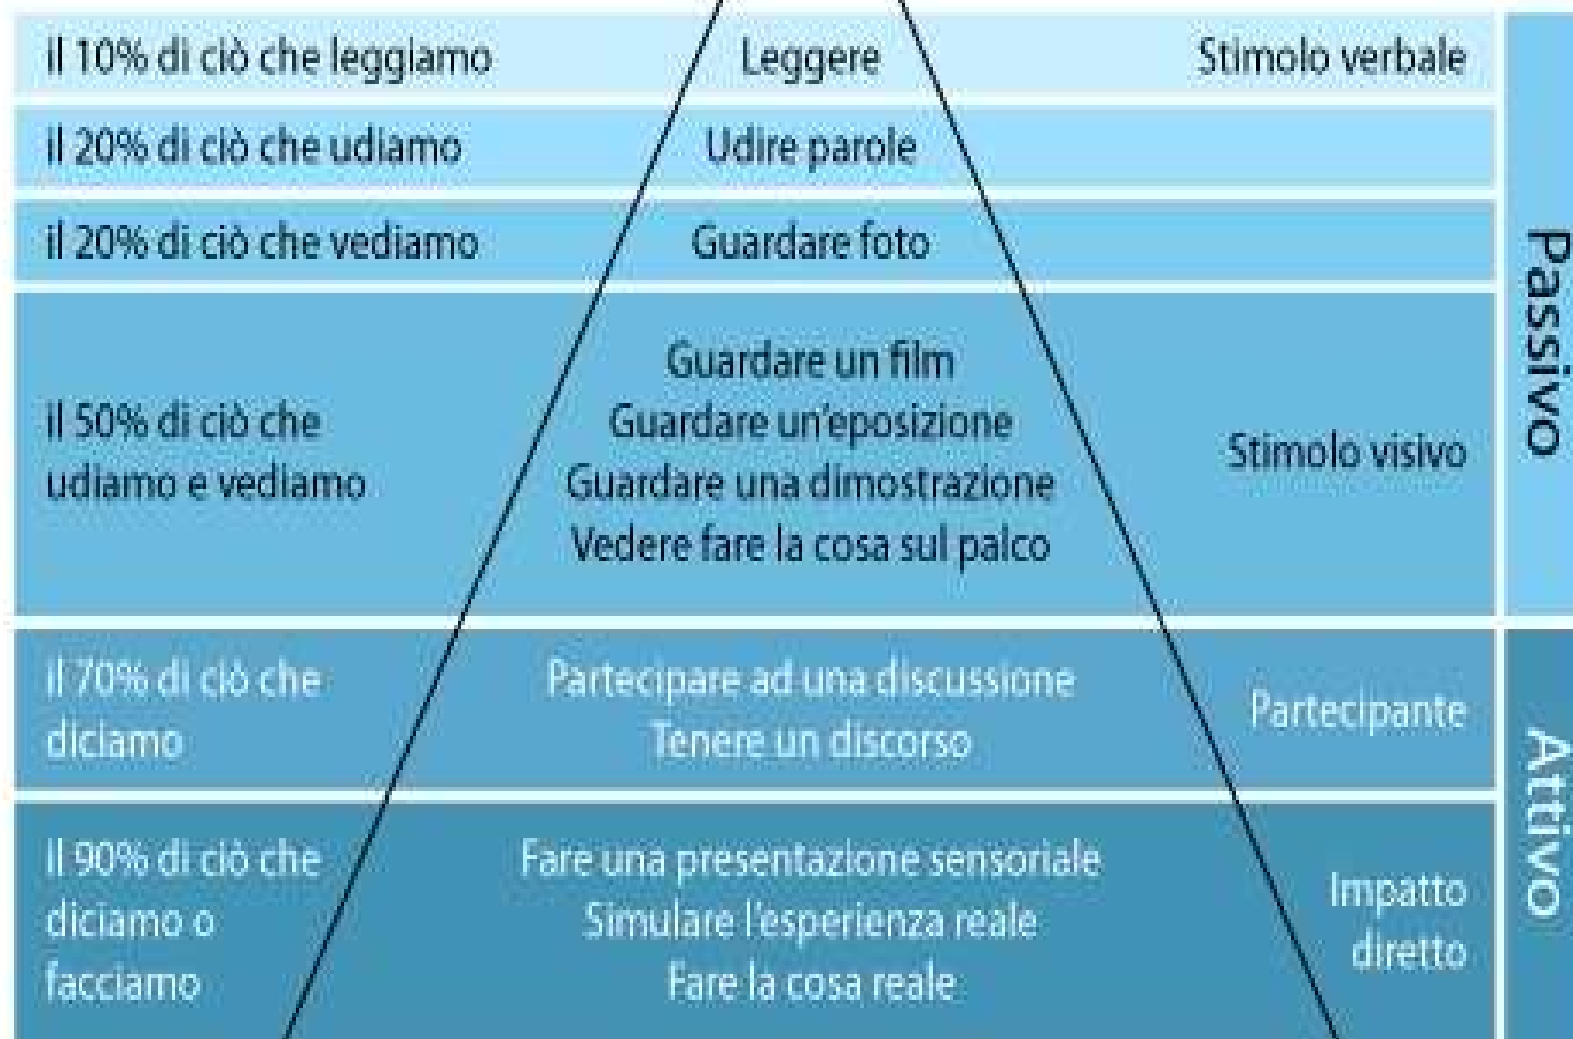 il 10% di ciò che leggiamo
Leggere
Stimolo verbale
il 20% di ciò che udiamo
Udire parole
il 20% di ciò che vediamo
Guardare foto
il 50% di ciò che
udiamo e vediamo
Guardare un film
Guardare un'eposizione
Guardare una dimostrazione
Vedere fare la cosa sul palco
Stimolo visivo
Passivo
il 70% di ciò che
diciamo
Partecipare ad una discussione
Tenere un discorso
Partecipante
il 90% di ciò che
diciamo o
facciamo
Fare una presentazione sensoriale
Simulare l'esperienza reale
Fare la cosa reale
Impatto
diretto
Attivo